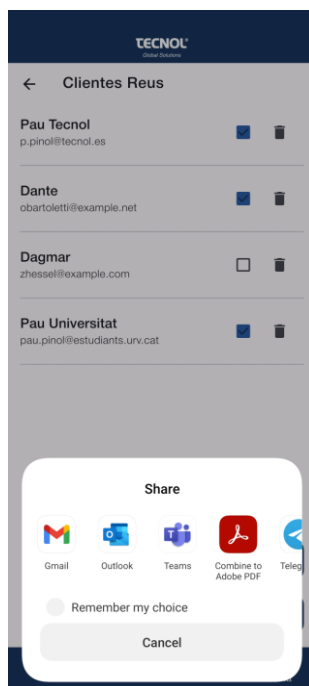 TECNOL®
Global Solutions
Clientes Reus
Pau Tecnol
p.pinol@tecnol.es
Dante
obartoletti@example.net
Dagmar
zhessel@example.com
Pau Universitat
pau.pinol@estudiants.urv.cat
Share
Gmail
Outlook
Teams
Combine to
Adobe PDF
Teleg
Remember my choice
Cancel